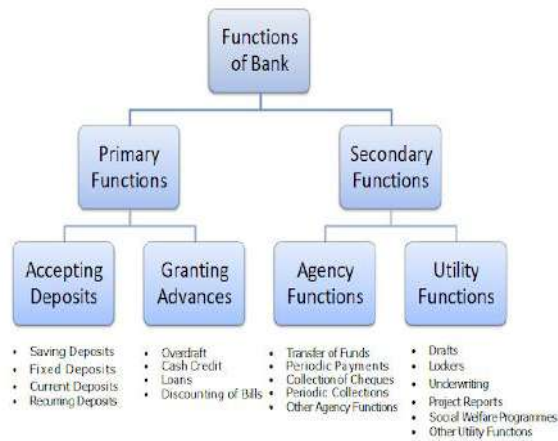 Functions
of Bank
Primary
Functions
Secondary
Functions
Accepting
Deposits
Granting
Advances
Agency
Functions
Utility
Functions
• Saving Deposits
• Fixed Deposits
• Current Deposits
• Recurring Deposits
• Overdraft
• Cash Credit
• Loans
• Discounting of Bills
• Transfer of Funds
• Periodic Payments
• Collection of Cheques
• Periodic Collections
• Other Agency Functions
• Drafts
• Lockers
• Underwriting
• Project Reports
• Social Welfare Programmes
• Other Utility Functions